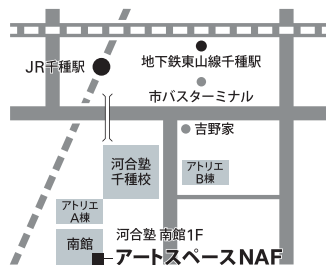 地下鉄東山線千種駅
JR千種駅
市バスターミナル
吉野家
河合塾
千種校
アトリエ
B棟
アトリエ
A棟
河合塾 南館1F
南館
アートスペースNAF